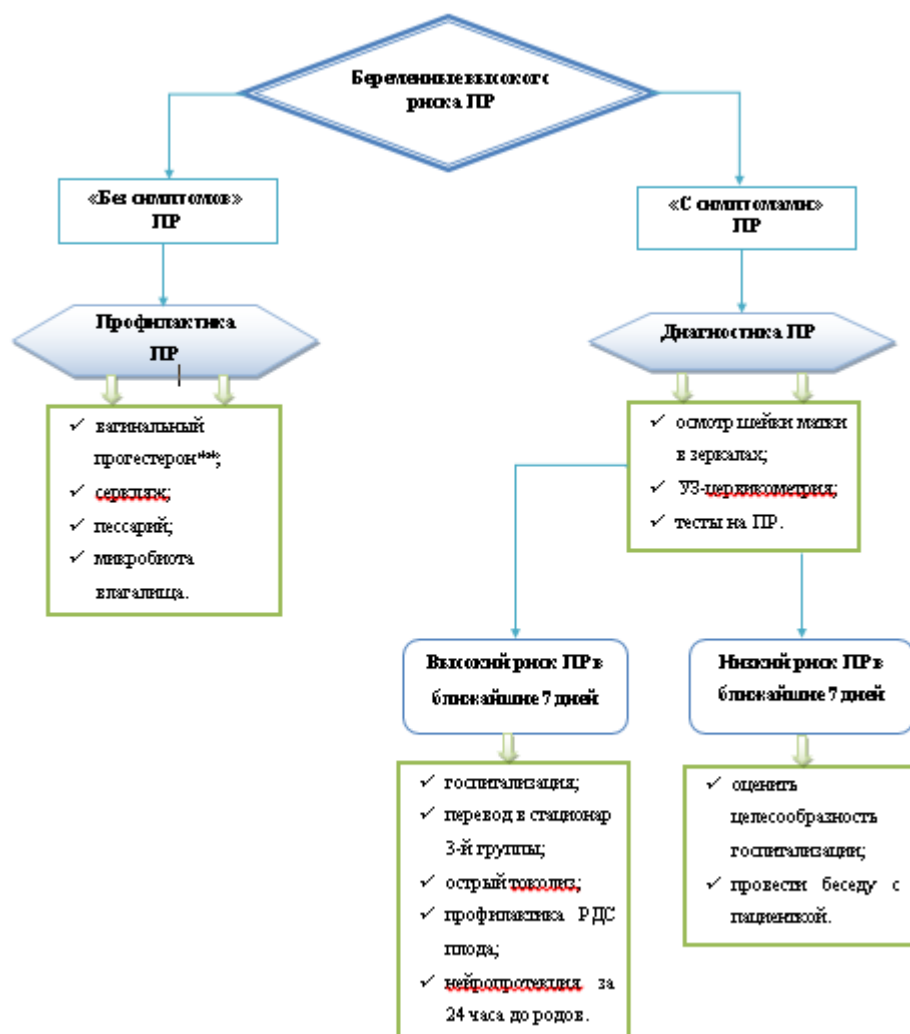 Беременные высокого
риска ПР
«Без симптомов»
ПР
«С симптомами»
ПР
Профилактика
ПР
Диагностика ПР
✓ вагинальный
прогестерон***;
✓ серкляж;
✓ пессарий;
✓ микробиота
влагалища.
✓ осмотр шейки матки
в зеркалах;
✓ УЗ-цервикометрия;
✓ тесты на ПР.
Высокий риск ПР в
ближайшие 7 дней
Низкий риск ПР в
ближайшие 7 дней
✓ госпитализация;
✓ перевод в стационар
3-й группы;
✓ острый токолиз;
✓ профилактика РДС
плода;
✓ нейропротекция за
24 часа до родов.
✓ оценить
целесообразность
госпитализации;
✓ провести беседу с
пациенткой.